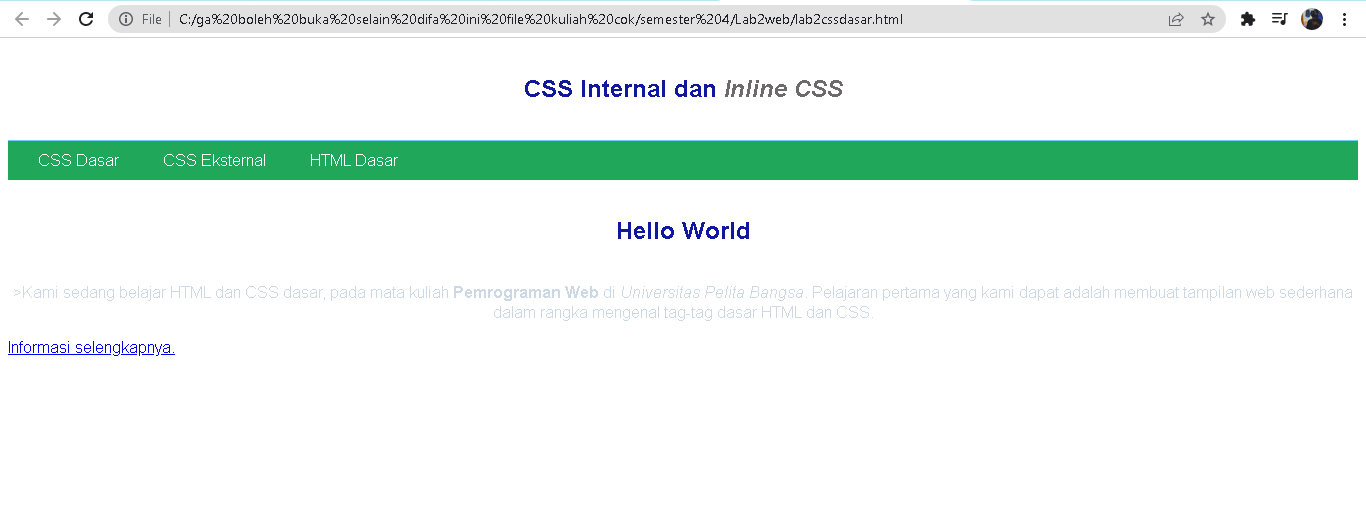 File | C:/ga%20boleh%20buka%20selain%20difa%20ini%20file%20kuliah%20cok/semester%204/Lab2web/lab2cssdasar.html
CSS Internal dan Inline CSS
CSS Dasar CSS Eksternal HTML Dasar
Hello World
>Kami sedang belajar HTML dan CSS dasar, pada mata kuliah Pemrograman Web di Universitas Pelita Bangsa. Pelajaran pertama yang kami dapat adalah membuat tampilan web sederhana
dalam rangka mengenal tag-tag dasar HTML dan CSS.
Informasi selengkapnya.